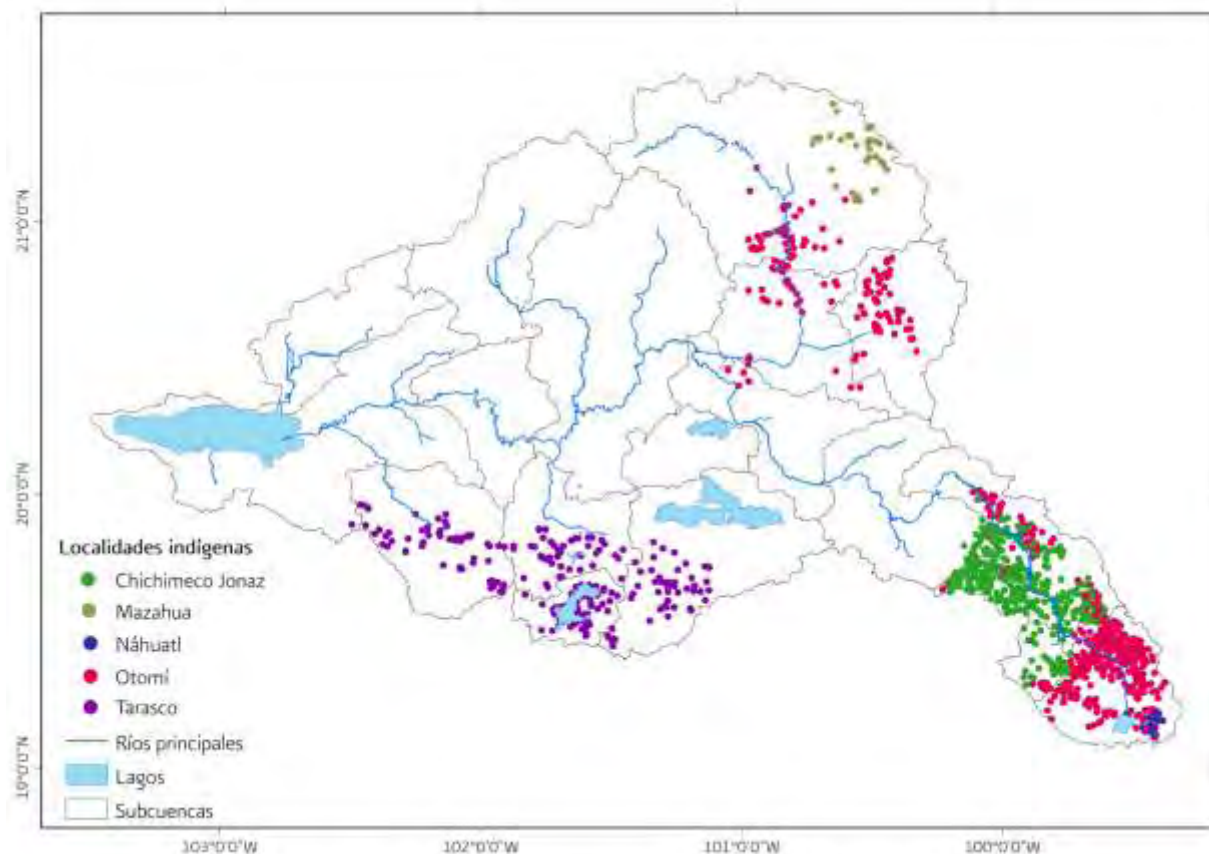 21°0'0"N
20°0'0"N
19°0'0"N
Localidades indígenas
Chichimeco Jonaz
Mazahua
Náhuatl
Otomí
Tarasco
Ríos principales
Lagos
Subcuencas
103°0'0"W
102°0'0"W
101°0'0"W
100°0'0"W